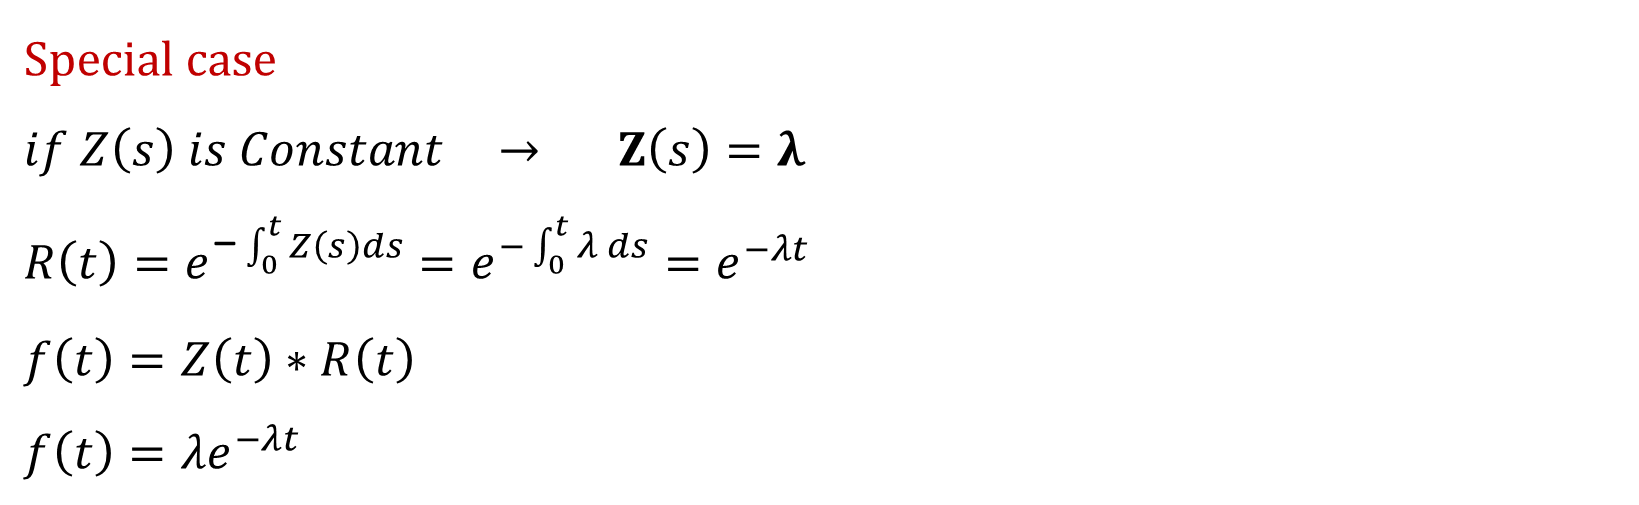 Special case
if Z(s) is Constant → Z(s) = λ
R(t) = e^{-∫_0^t Z(s)ds} = e^{-∫_0^t λ ds} = e^{-λt}
f(t) = Z(t) * R(t)
f(t) = λe^{-λt}